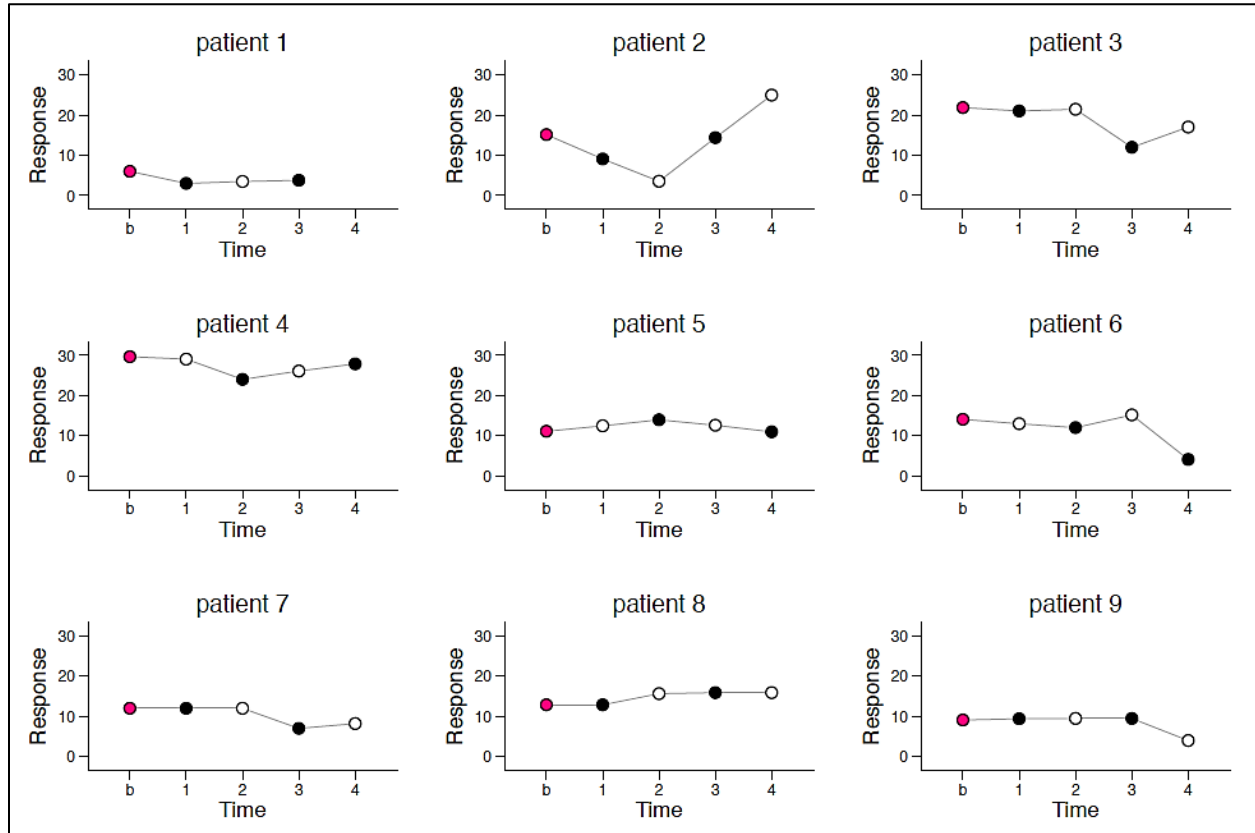 patient 1
30
20
10
0
Response
b 1 2 3 4
Time
patient 2
30
20
10
0
Response
b 1 2 3 4
Time
patient 3
30
20
10
0
Response
b 1 2 3 4
Time
patient 4
30
20
10
0
Response
b 1 2 3 4
Time
patient 5
30
20
10
0
Response
b 1 2 3 4
Time
patient 6
30
20
10
0
Response
b 1 2 3 4
Time
patient 7
30
20
10
0
Response
b 1 2 3 4
Time
patient 8
30
20
10
0
Response
b 1 2 3 4
Time
patient 9
30
20
10
0
Response
b 1 2 3 4
Time